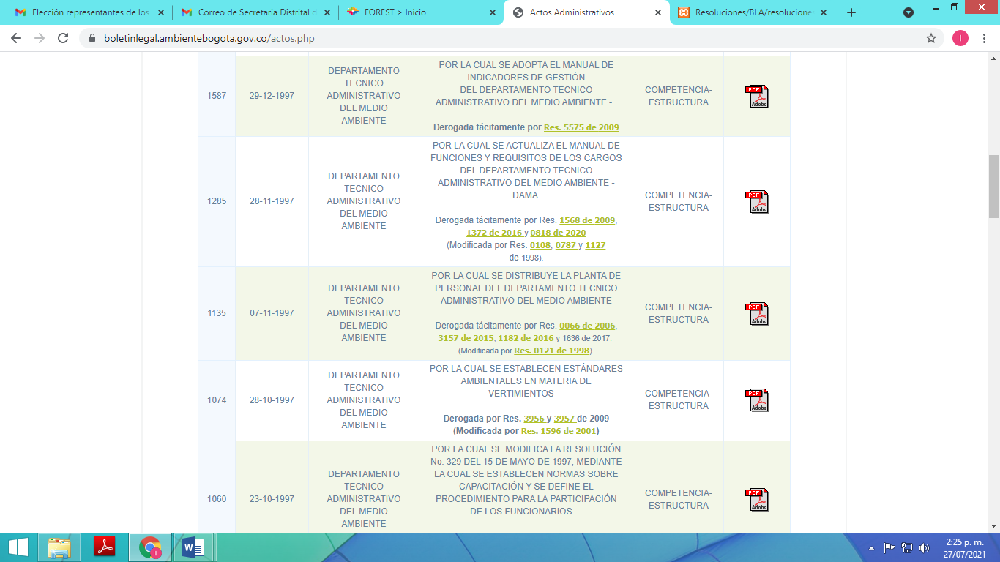 Elección representantes de los
Correo de Secretaria Distrital d
FOREST > Inicio
Actos Administrativos
Resoluciones/BLA/resoluciones
boletinlegal.ambientebogota.gov.co/actos.php
I
1587
29-12-1997
DEPARTAMENTO
TECNICO
ADMINISTRATIVO
DEL MEDIO
AMBIENTE
POR LA CUAL SE ADOPTA EL MANUAL DE
INDICADORES DE GESTIÓN
DEL DEPARTAMENTO TECNICO
ADMINISTRATIVO DEL MEDIO AMBIENTE -
Derogada tácitamente por Res. 5575 de 2009
COMPETENCIA-
ESTRUCTURA
PDF
Adobe
1285
28-11-1997
DEPARTAMENTO
TECNICO
ADMINISTRATIVO
DEL MEDIO
AMBIENTE
POR LA CUAL SE ACTUALIZA EL MANUAL DE
FUNCIONES Y REQUISITOS DE LOS CARGOS
DEL DEPARTAMENTO TECNICO
ADMINISTRATIVO DEL MEDIO AMBIENTE -
DAMA
Derogada tácitamente por Res. 1568 de 2009,
1372 de 2016 y 0818 de 2020
(Modificada por Res. 0108, 0787 y 1127
de 1998).
COMPETENCIA-
ESTRUCTURA
PDF
Adobe
1135
07-11-1997
DEPARTAMENTO
TECNICO
ADMINISTRATIVO
DEL MEDIO
AMBIENTE
POR LA CUAL SE DISTRIBUYE LA PLANTA DE
PERSONAL DEL DEPARTAMENTO TECNICO
ADMINISTRATIVO DEL MEDIO AMBIENTE
Derogada tácitamente por Res. 0066 de 2006,
3157 de 2015, 1182 de 2016 y 1636 de 2017.
(Modificada por Res. 0121 de 1998).
COMPETENCIA-
ESTRUCTURA
PDF
Adobe
1074
28-10-1997
DEPARTAMENTO
TECNICO
ADMINISTRATIVO
DEL MEDIO
AMBIENTE
POR LA CUAL SE ESTABLECEN ESTÁNDARES
AMBIENTALES EN MATERIA DE
VERTIMIENTOS -
Derogada por Res. 3956 y 3957 de 2009
(Modificada por Res. 1596 de 2001)
COMPETENCIA-
ESTRUCTURA
PDF
Adobe
1060
23-10-1997
DEPARTAMENTO
TECNICO
ADMINISTRATIVO
DEL MEDIO
AMBIENTE
POR LA CUAL SE MODIFICA LA RESOLUCIÓN
No. 329 DEL 15 DE MAYO DE 1997, MEDIANTE
LA CUAL SE ESTABLECEN NORMAS SOBRE
CAPACITACIÓN Y SE DEFINE EL
PROCEDIMIENTO PARA LA PARTICIPACIÓN
DE LOS FUNCIONARIOS -
COMPETENCIA-
ESTRUCTURA
PDF
Adobe
2:25 p. m.
27/07/2021